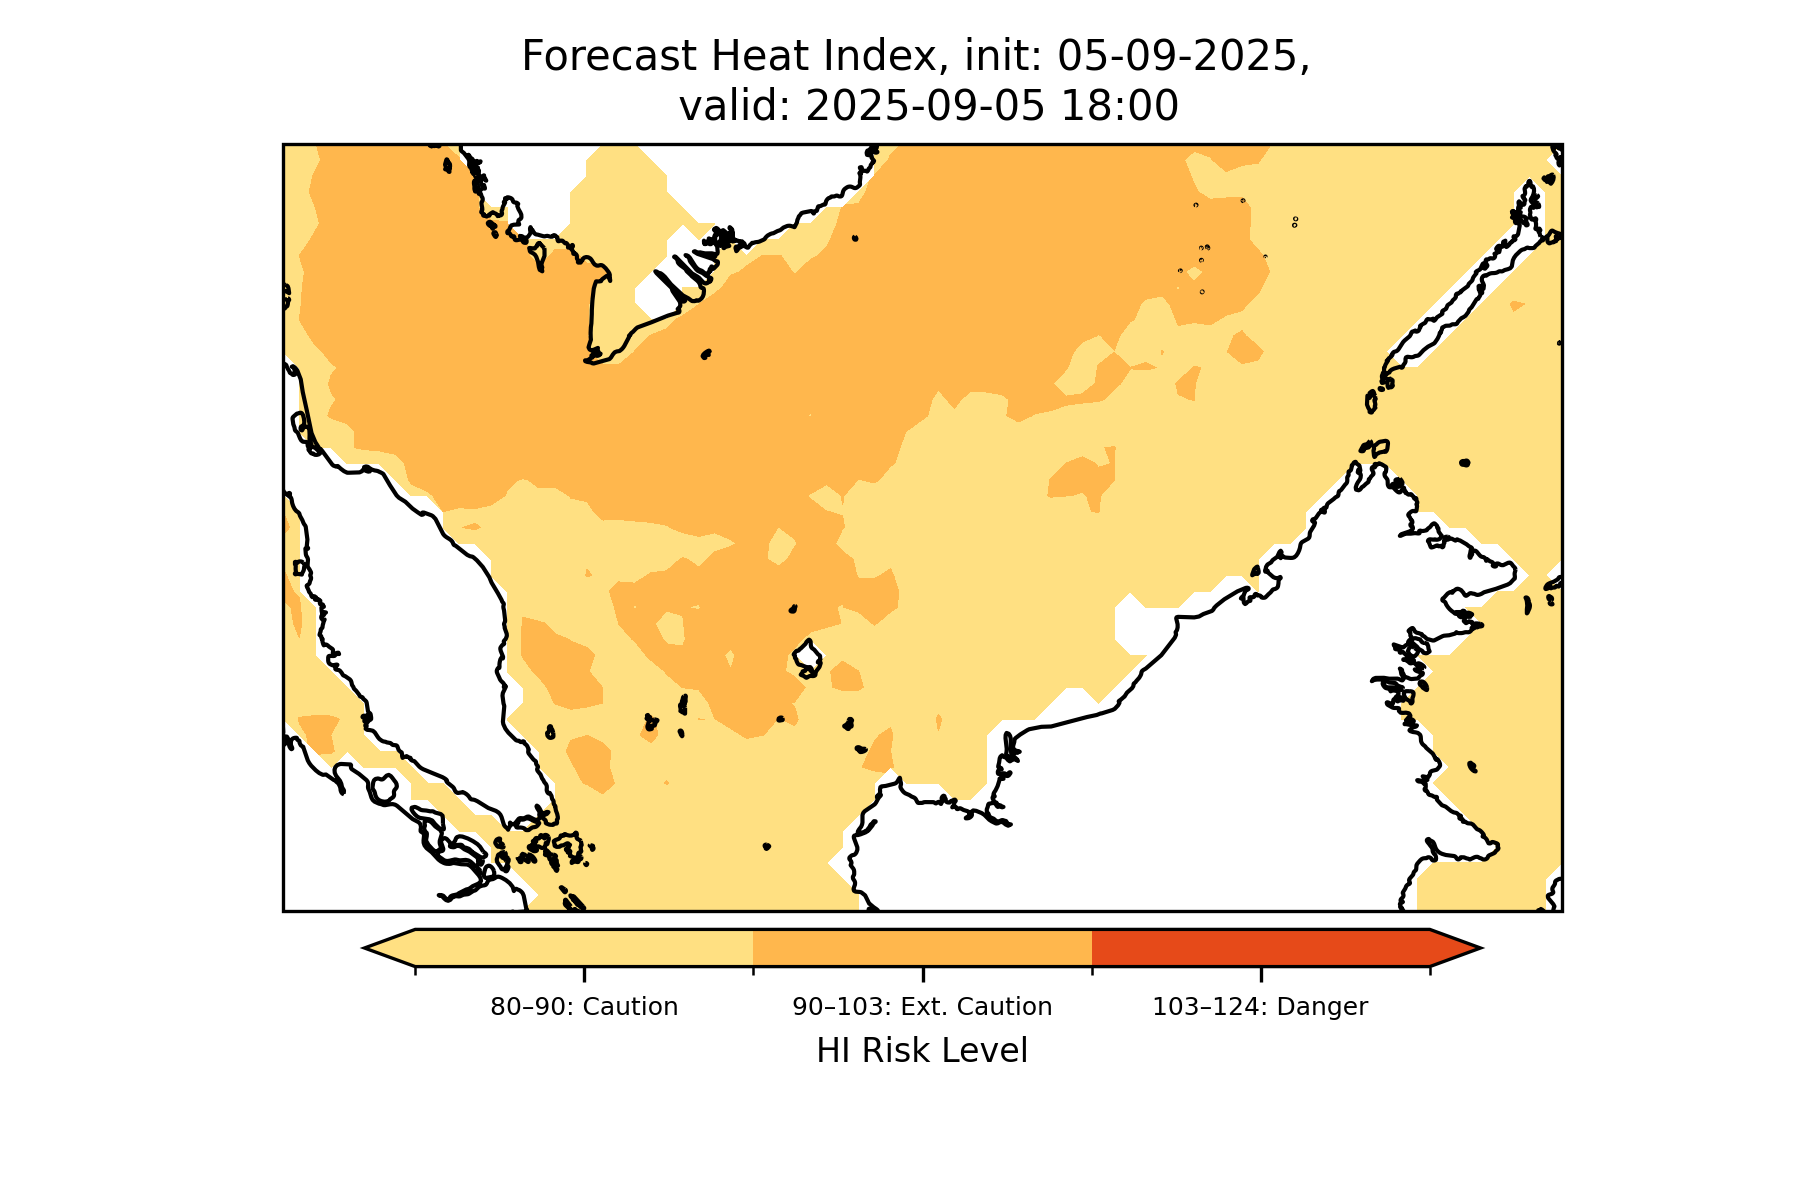 Forecast Heat Index, init: 05-09-2025,
valid: 2025-09-05 18:00
80–90: Caution
90–103: Ext. Caution
103–124: Danger
HI Risk Level